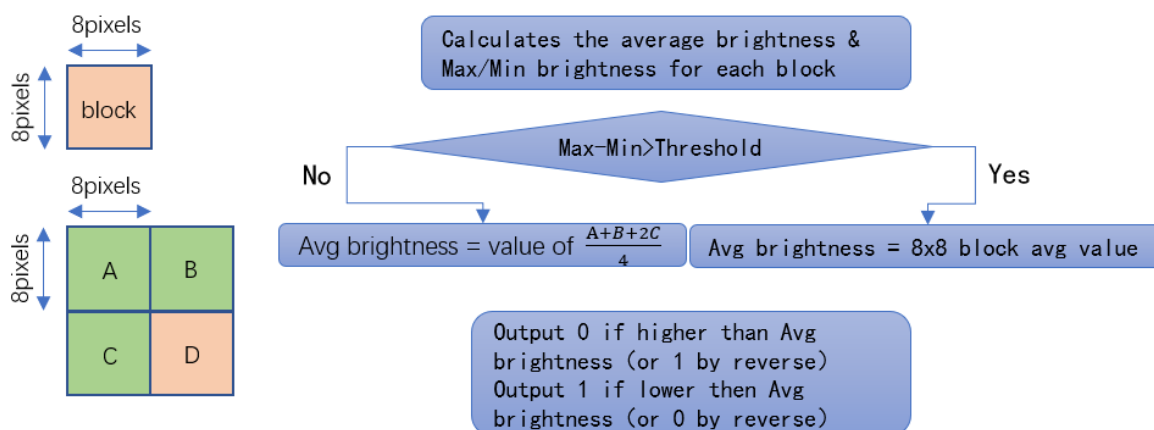 8pixels
8pixels
block
8pixels
8pixels
A
B
C
D
Calculates the average brightness &
Max/Min brightness for each block
Max-Min>Threshold
No
Yes
Avg brightness = value of (A+B+2C)/4
Avg brightness = 8x8 block avg value
Output 0 if higher than Avg
brightness (or 1 by reverse)
Output 1 if lower then Avg
brightness (or 0 by reverse)